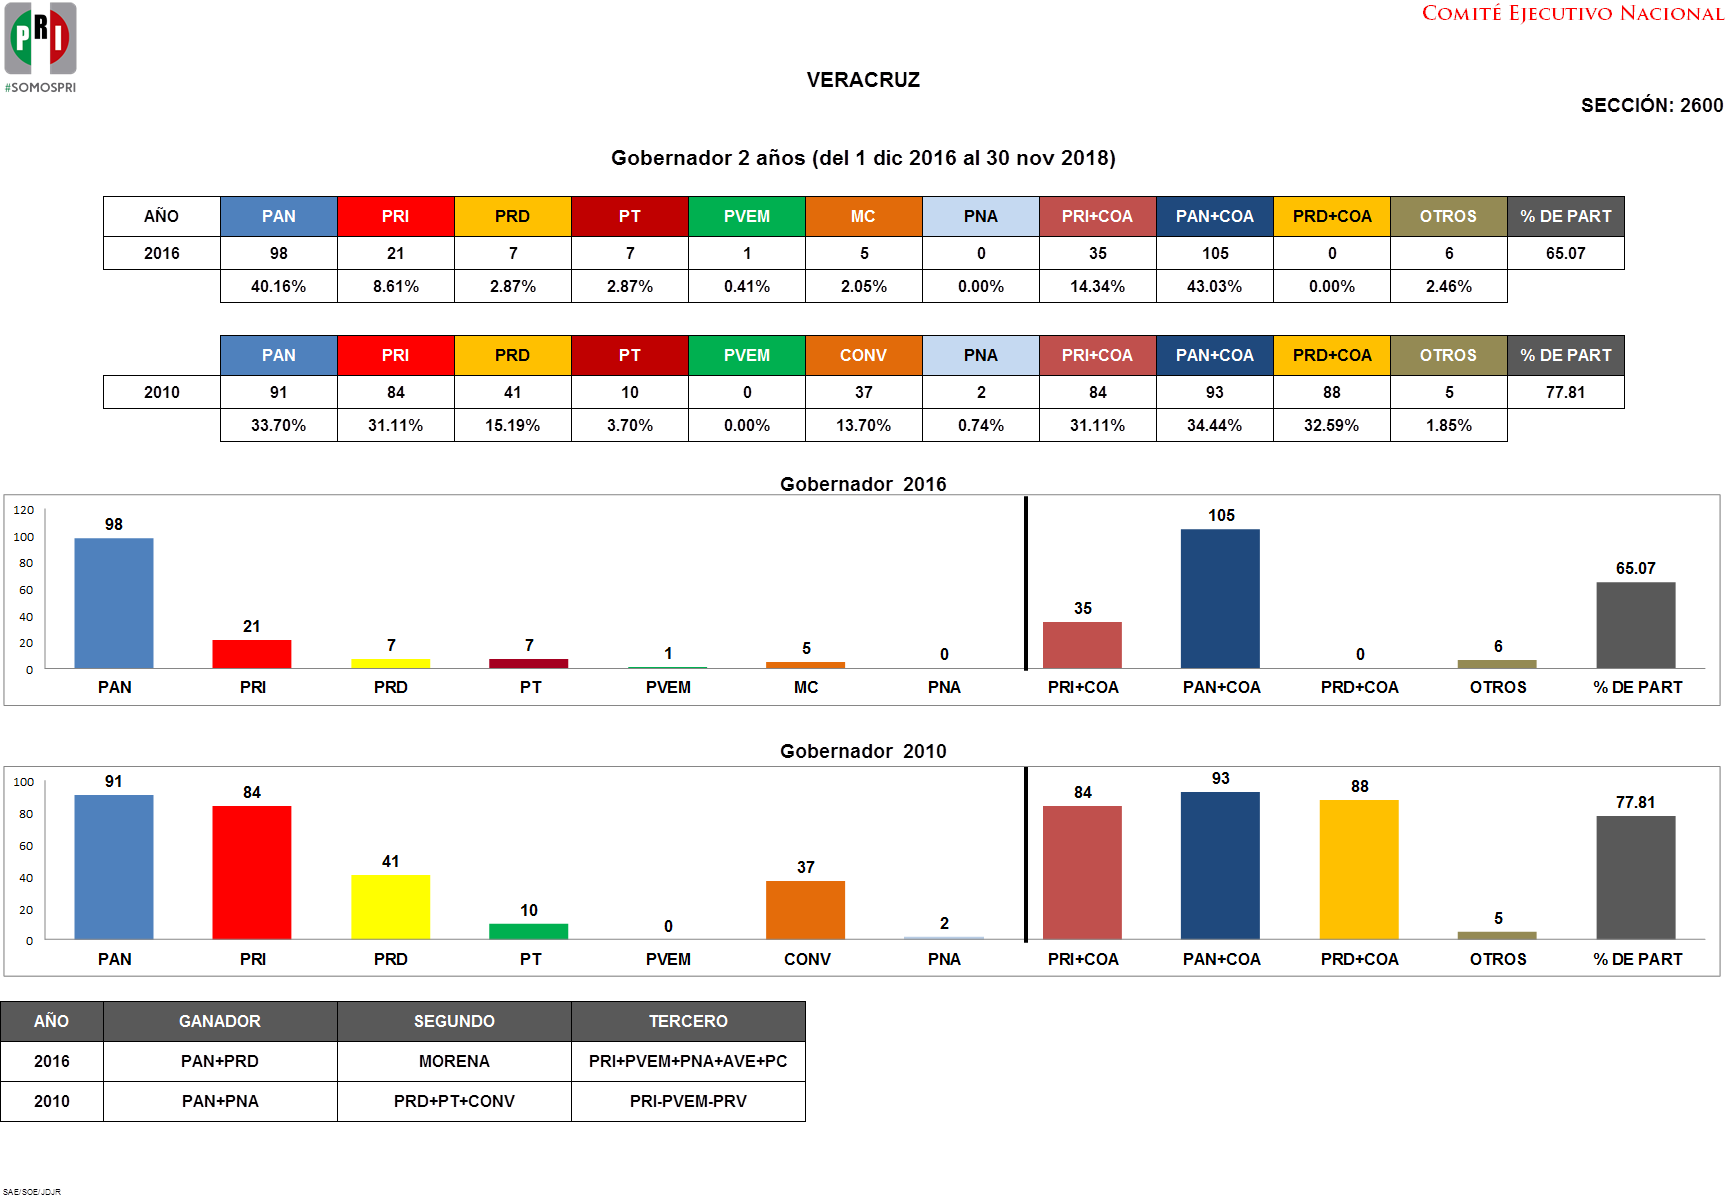 PRI
#SOMOSPRI
COMITÉ EJECUTIVO NACIONAL
VERACRUZ
SECCIÓN: 2600
Gobernador 2 años (del 1 dic 2016 al 30 nov 2018)
AÑO PAN PRI PRD PT PVEM MC PNA PRI+COA PAN+COA PRD+COA OTROS % DE PART
2016 98 21 7 7 1 5 0 35 105 0 6 65.07
40.16% 8.61% 2.87% 2.87% 0.41% 2.05% 0.00% 14.34% 43.03% 0.00% 2.46%
PAN PRI PRD PT PVEM CONV PNA PRI+COA PAN+COA PRD+COA OTROS % DE PART
2010 91 84 41 10 0 37 2 84 93 88 5 77.81
33.70% 31.11% 15.19% 3.70% 0.00% 13.70% 0.74% 31.11% 34.44% 32.59% 1.85%
Gobernador 2016
120
100
80
60
40
20
0
98 21 7 7 1 5 0 35 105 0 6 65.07
PAN PRI PRD PT PVEM MC PNA PRI+COA PAN+COA PRD+COA OTROS % DE PART
Gobernador 2010
100
80
60
40
20
0
91 84 41 10 0 37 2 84 93 88 5 77.81
PAN PRI PRD PT PVEM CONV PNA PRI+COA PAN+COA PRD+COA OTROS % DE PART
AÑO GANADOR SEGUNDO TERCERO
2016 PAN+PRD MORENA PRI+PVEM+PNA+AVE+PC
2010 PAN+PNA PRD+PT+CONV PRI-PVEM-PRV
SAE/SOE/JDJR